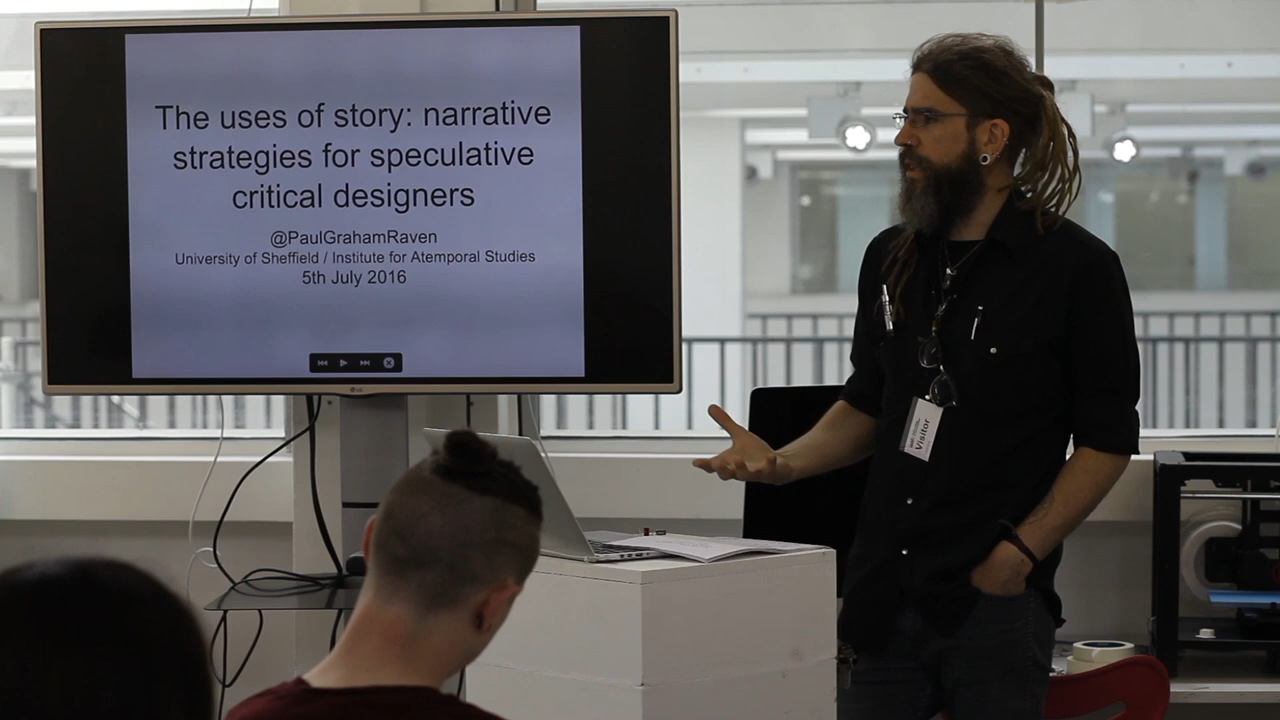 The uses of story: narrative
strategies for speculative
critical designers
@PaulGrahamRaven
University of Sheffield / Institute for Atemporal Studies
5th July 2016
LG
Visitor